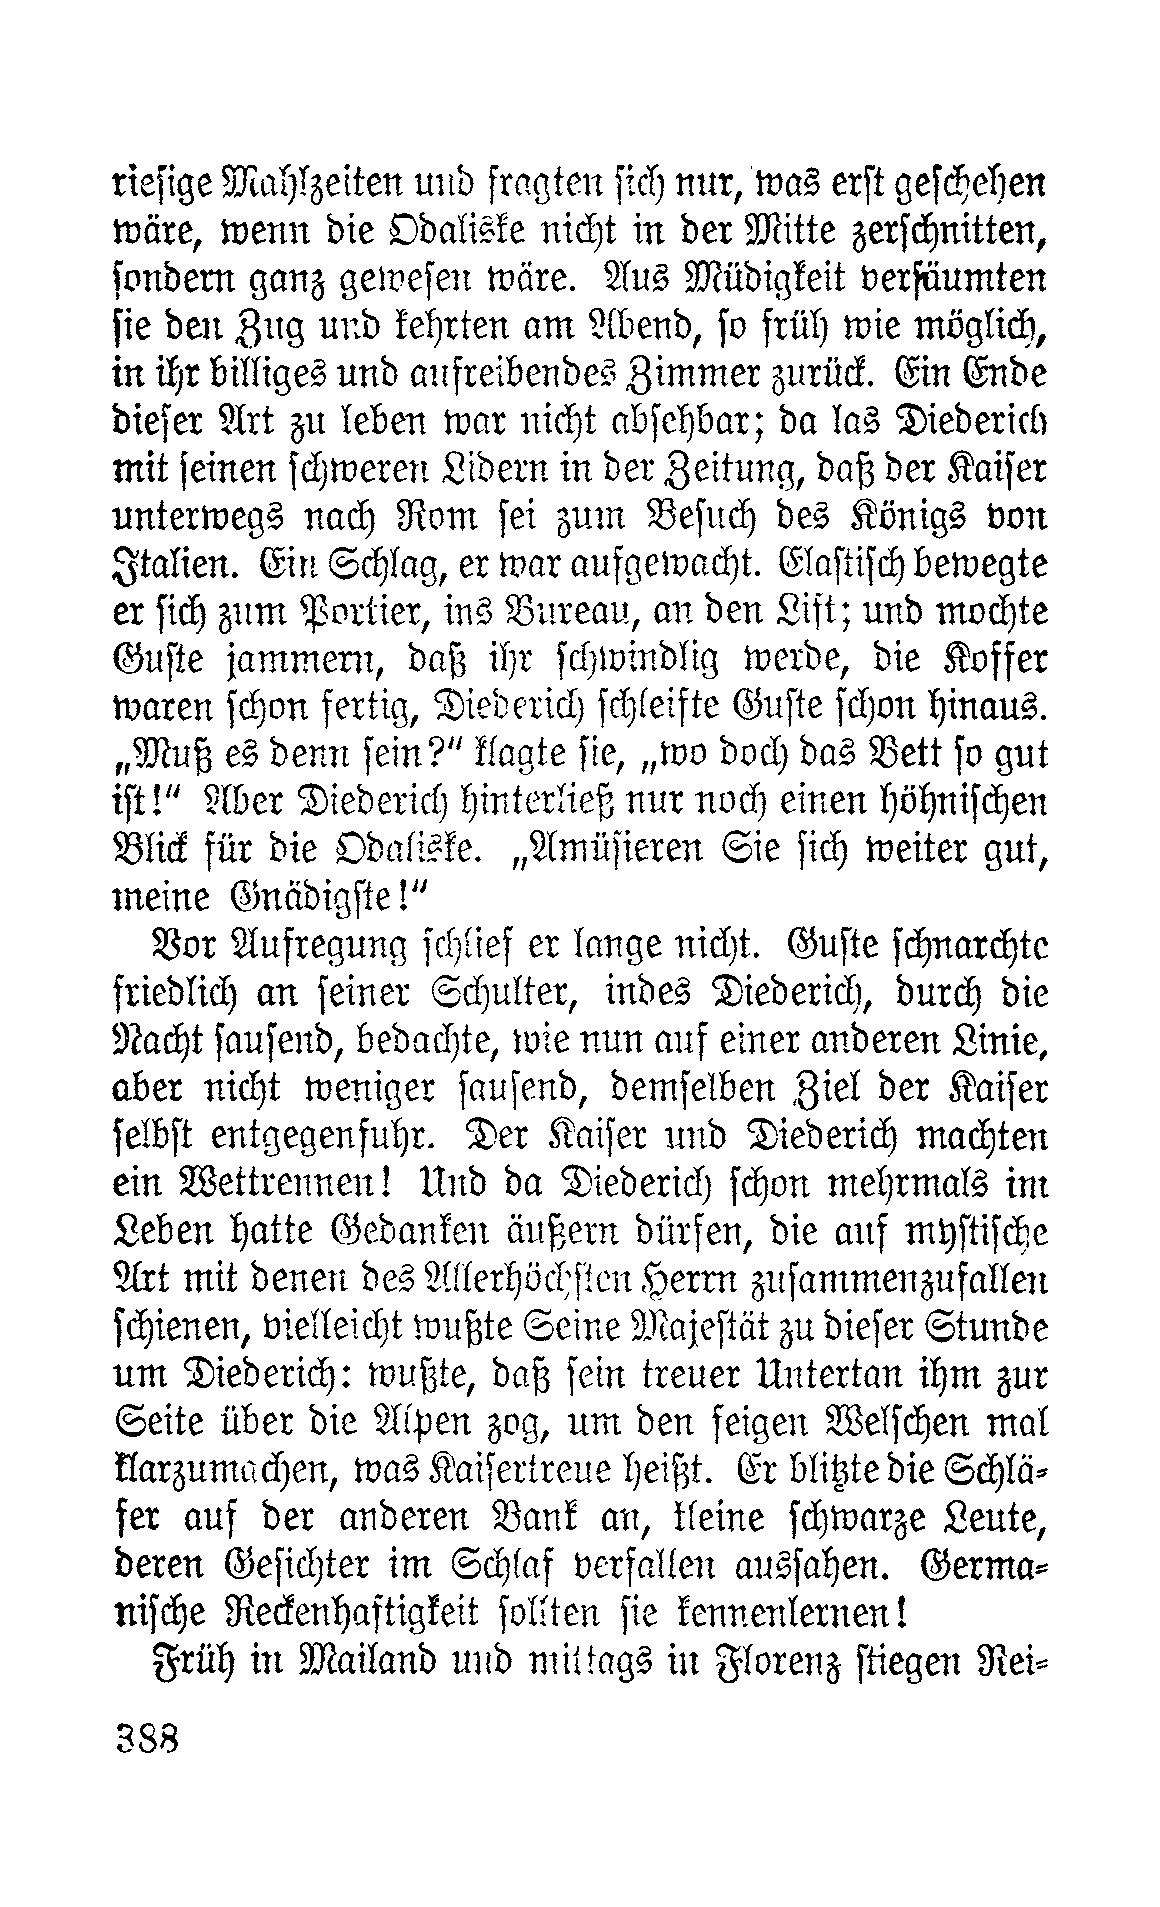 riesige Mahlzeiten und fragten sich nur, was erst geschehen
wäre, wenn die Odaliske nicht in der Mitte zerschnitten,
sondern ganz gewesen wäre. Aus Müdigkeit versäumten
sie den Zug und kehrten am Abend, so früh wie möglich,
in ihr billiges und aufreibendes Zimmer zurück. Ein Ende
dieser Art zu leben war nicht absehbar; da las Diederich
mit seinen schweren Lidern in der Zeitung, daß der Kaiser
unterwegs nach Rom sei zum Besuch des Königs von
Italien. Ein Schlag, er war aufgewacht. Elastisch bewegte
er sich zum Portier, ins Bureau, an den Lift; und mochte
Guste jammern, daß ihr schwindlig werde, die Koffer
waren schon fertig, Diederich schleifte Guste schon hinaus.
„Muß es denn sein?“ klagte sie, „wo doch das Bett so gut
ist!“ Aber Diederich hinterließ nur noch einen höhnischen
Blick für die Odaliske. „Amüsieren Sie sich weiter gut,
meine Gnädigste!“
Vor Aufregung schlief er lange nicht. Guste schnarchte
friedlich an seiner Schulter, indes Diederich, durch die
Nacht sausend, bedachte, wie nun auf einer anderen Linie,
aber nicht weniger sausend, demselben Ziel der Kaiser
selbst entgegenfuhr. Der Kaiser und Diederich machten
ein Wettrennen! Und da Diederich schon mehrmals im
Leben hatte Gedanken äußern dürfen, die auf mystische
Art mit denen des Allerhöchsten Herrn zusammenzufallen
schienen, vielleicht wußte Seine Majestät zu dieser Stunde
um Diederich: wußte, daß sein treuer Untertan ihm zur
Seite über die Alpen zog, um den feigen Welschen mal
klarzumachen, was Kaisertreue heißt. Er blitzte die Schlä-
fer auf der anderen Bank an, kleine schwarze Leute,
deren Gesichter im Schlaf verfallen aussahen. Germa-
nische Reckenhaftigkeit sollten sie kennenlernen!
Früh in Mailand und mittags in Florenz stiegen Rei-
388